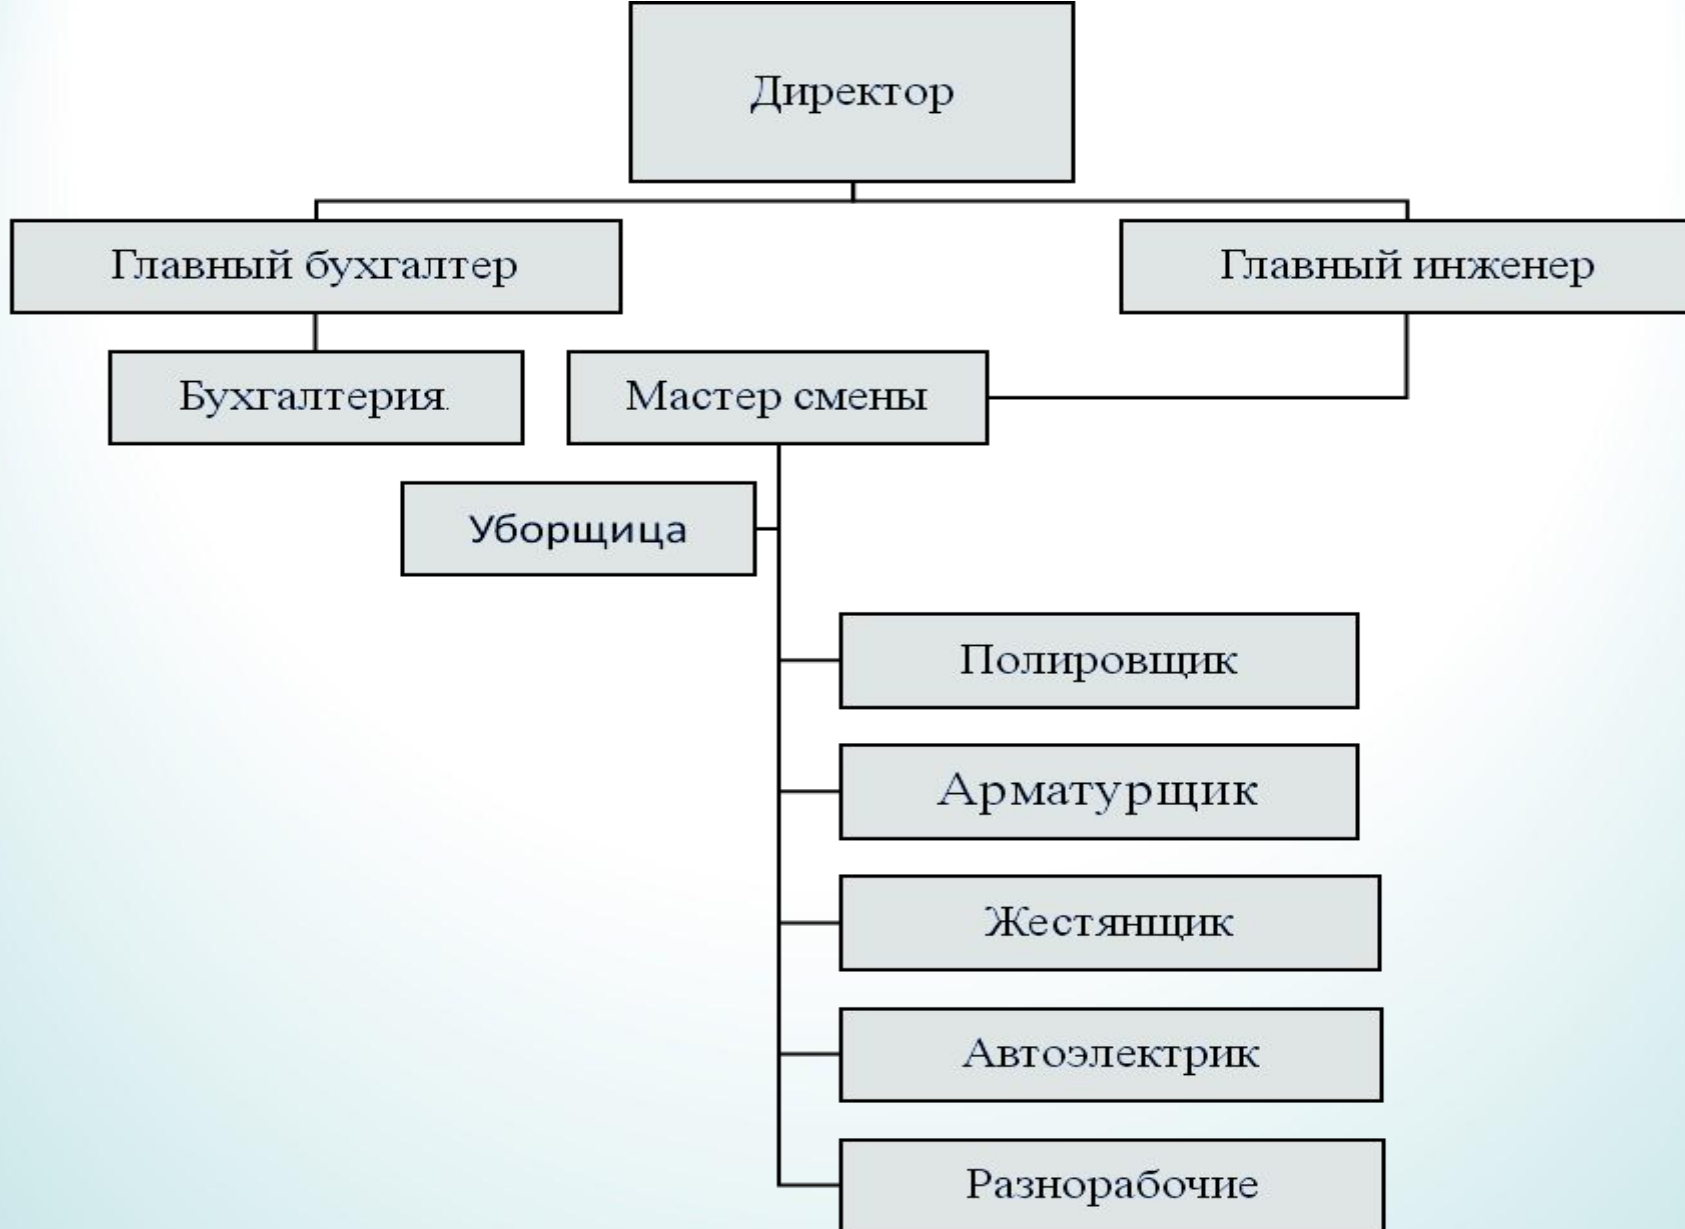 Директор
Главный бухгалтер
Главный инженер
Бухгалтерия.
Мастер смены
Уборщица
Полировщик
Арматурщик
Жестянщик
Автоэлектрик
Разнорабочие